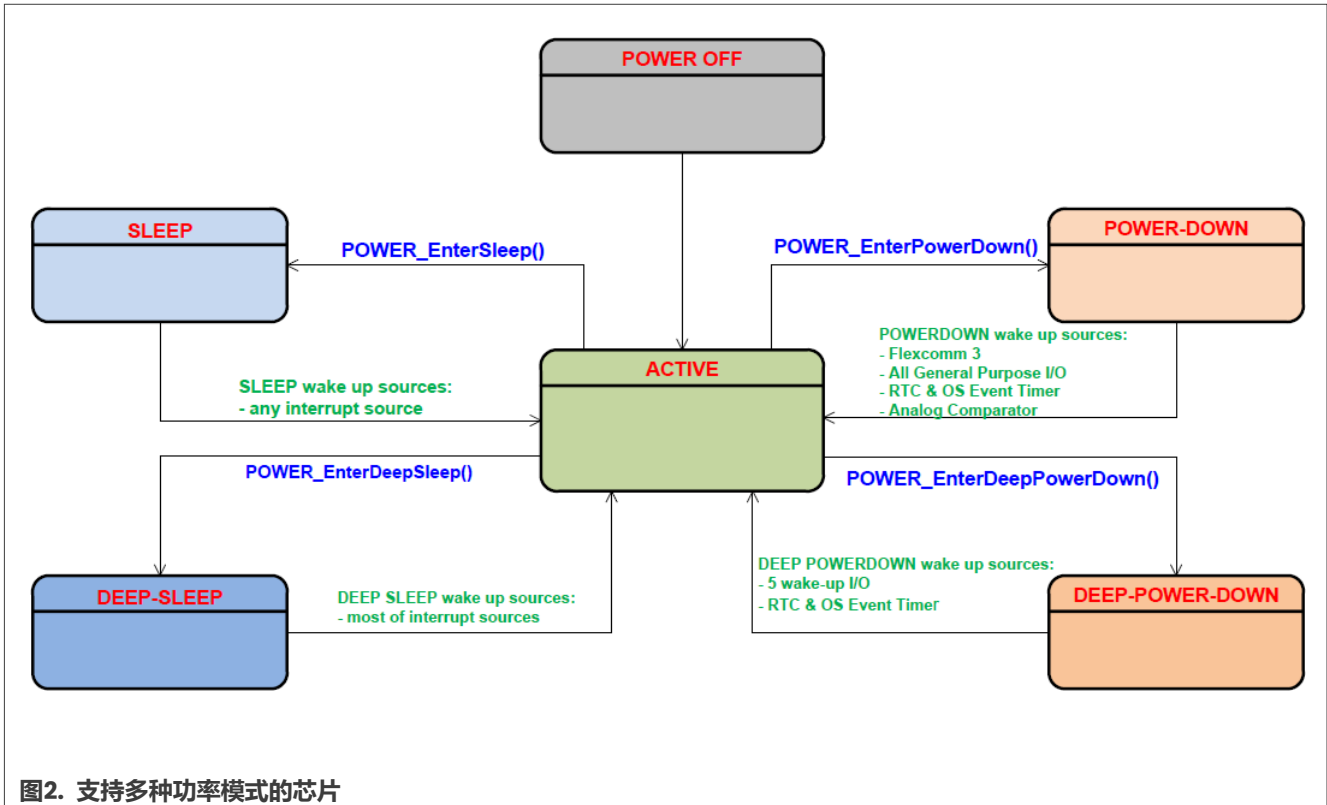 POWER OFF
SLEEP
POWER-DOWN
POWER_EnterSleep()
POWER_EnterPowerDown()
POWERDOWN wake up sources:
- Flexcomm 3
- All General Purpose I/O
- RTC & OS Event Timer
- Analog Comparator
ACTIVE
SLEEP wake up sources:
- any interrupt source
POWER_EnterDeepSleep()
POWER_EnterDeepPowerDown()
DEEP POWERDOWN wake up sources:
- 5 wake-up I/O
- RTC & OS Event Timer
DEEP-SLEEP
DEEP SLEEP wake up sources:
- most of interrupt sources
DEEP-POWER-DOWN
图2. 支持多种功率模式的芯片